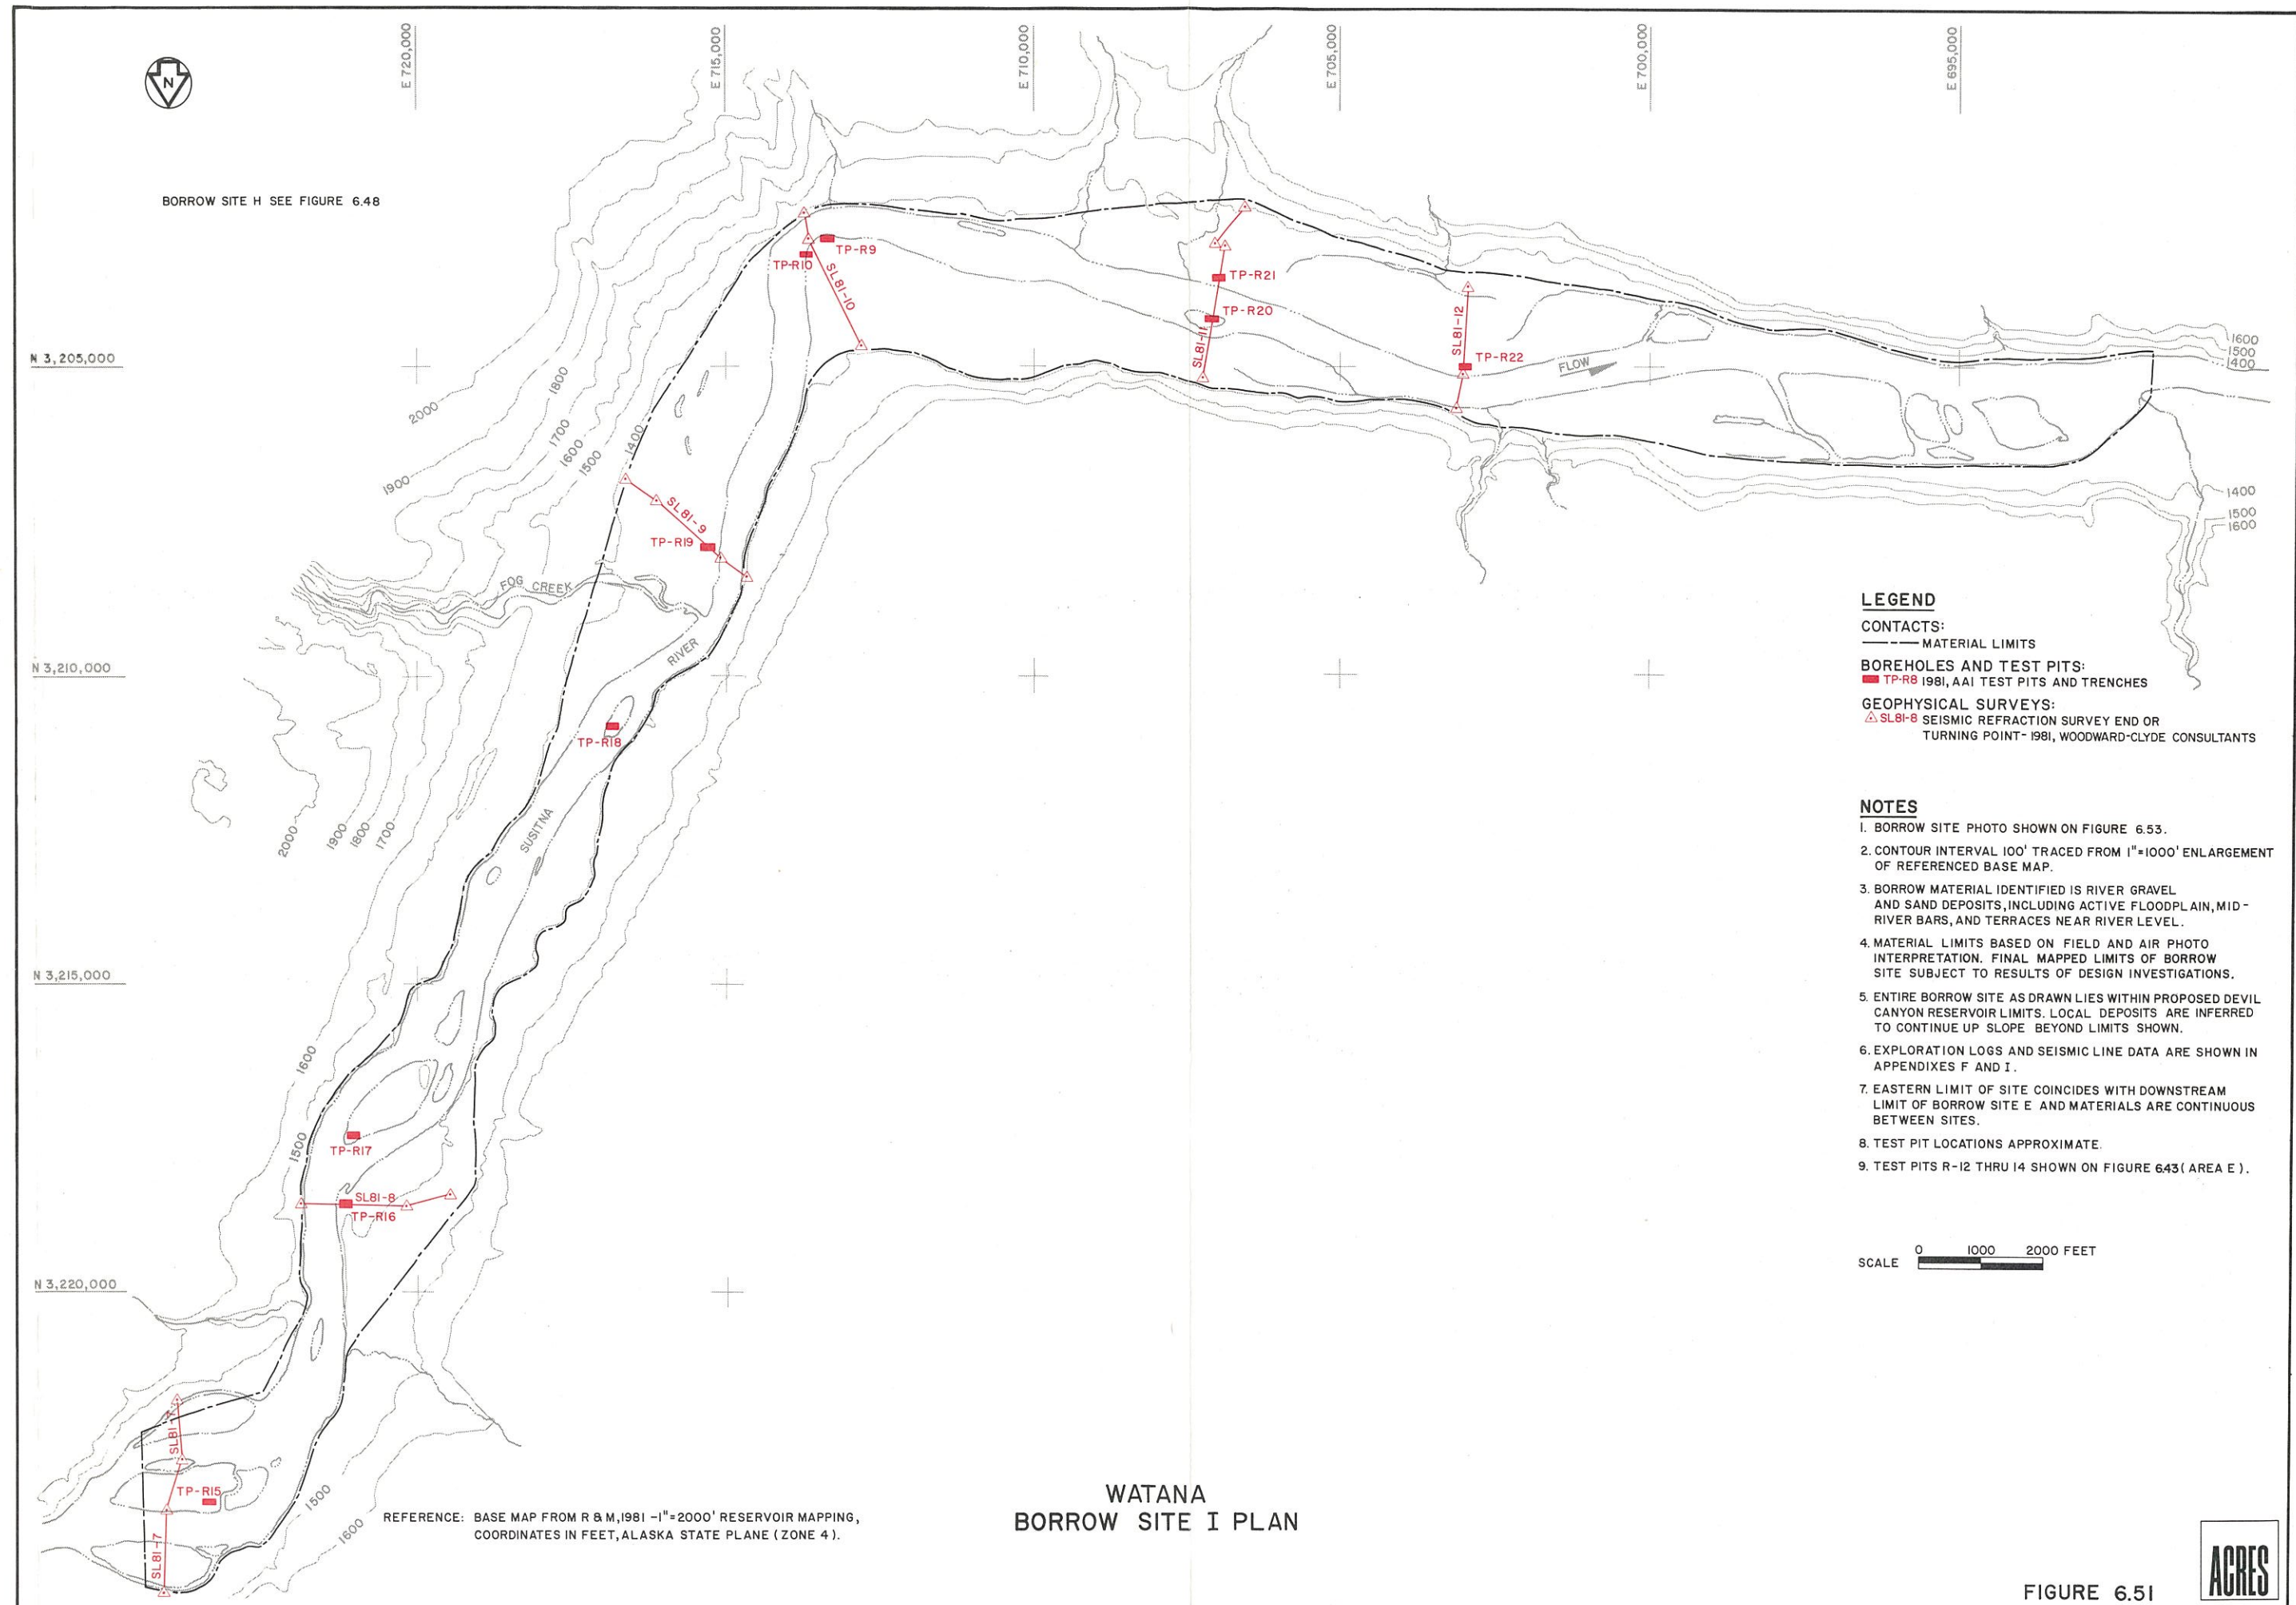 E 720,000
E 715,000
E 710,000
E 705,000
E 700,000
E 695,000
N
BORROW SITE H SEE FIGURE 6.48
TP-R9
TP-R10
SL81-10
TP-R21
TP-R20
SL81-11
SL81-12
TP-R22
FLOW
1600
1500
1400
N 3,205,000
2000
1900
1800
1700
1600
1500
1400
SL81-9
TP-R19
1400
1500
1600
FOG CREEK
RIVER
N 3,210,000
TP-R18
SUSITNA
2000
1900
1800
1700
N 3,215,000
1600
1500
TP-R17
SL81-8
TP-R16
N 3,220,000
SL81-7
TP-R15
SL81-7
1500
1600
LEGEND
CONTACTS:
MATERIAL LIMITS
BOREHOLES AND TEST PITS:
TP-R8 1981, AAI TEST PITS AND TRENCHES
GEOPHYSICAL SURVEYS:
SL81-8 SEISMIC REFRACTION SURVEY END OR
TURNING POINT- 1981, WOODWARD-CLYDE CONSULTANTS
NOTES
1. BORROW SITE PHOTO SHOWN ON FIGURE 6.53.
2. CONTOUR INTERVAL 100' TRACED FROM 1"=1000' ENLARGEMENT
OF REFERENCED BASE MAP.
3. BORROW MATERIAL IDENTIFIED IS RIVER GRAVEL
AND SAND DEPOSITS, INCLUDING ACTIVE FLOODPLAIN, MID-
RIVER BARS, AND TERRACES NEAR RIVER LEVEL.
4. MATERIAL LIMITS BASED ON FIELD AND AIR PHOTO
INTERPRETATION. FINAL MAPPED LIMITS OF BORROW
SITE SUBJECT TO RESULTS OF DESIGN INVESTIGATIONS.
5. ENTIRE BORROW SITE AS DRAWN LIES WITHIN PROPOSED DEVIL
CANYON RESERVOIR LIMITS. LOCAL DEPOSITS ARE INFERRED
TO CONTINUE UP SLOPE BEYOND LIMITS SHOWN.
6. EXPLORATION LOGS AND SEISMIC LINE DATA ARE SHOWN IN
APPENDIXES F AND I.
7. EASTERN LIMIT OF SITE COINCIDES WITH DOWNSTREAM
LIMIT OF BORROW SITE E AND MATERIALS ARE CONTINUOUS
BETWEEN SITES.
8. TEST PIT LOCATIONS APPROXIMATE.
9. TEST PITS R-12 THRU 14 SHOWN ON FIGURE 6.43 (AREA E).
SCALE 0 1000 2000 FEET
REFERENCE: BASE MAP FROM R & M, 1981 -1"=2000' RESERVOIR MAPPING,
COORDINATES IN FEET, ALASKA STATE PLANE (ZONE 4).
WATANA
BORROW SITE I PLAN
FIGURE 6.51
ACRES